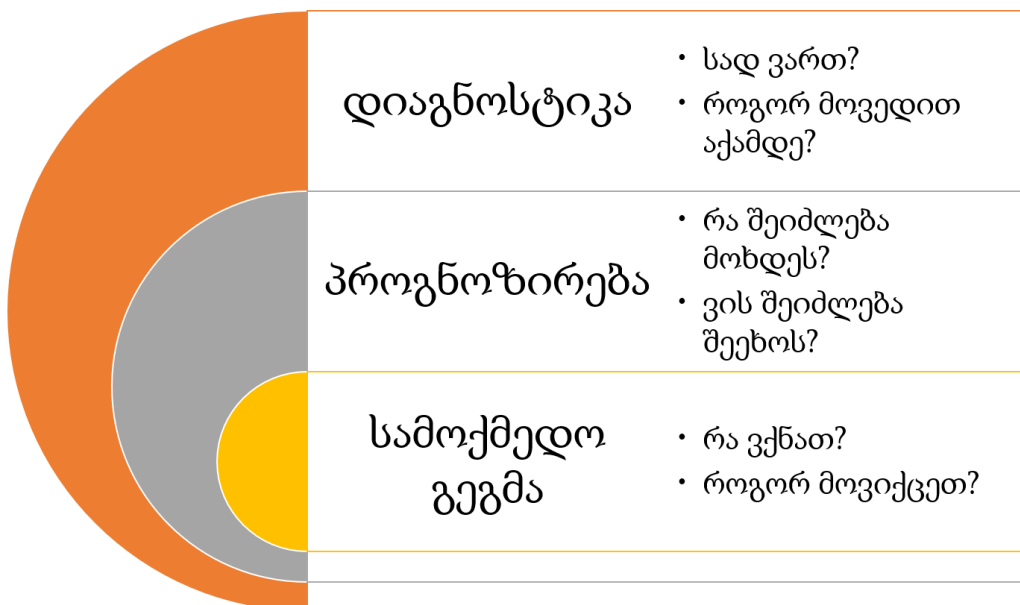 დიაგნოსტიკა
• სად ვართ?
• როგორ მოვედით
აქამდე?
პროგნოზირება
• რა შეიძლება
მოხდეს?
• ვის შეიძლება
შეეხოს?
სამოქმედო
გეგმა
• რა ვქნათ?
• როგორ მოვიქცეთ?